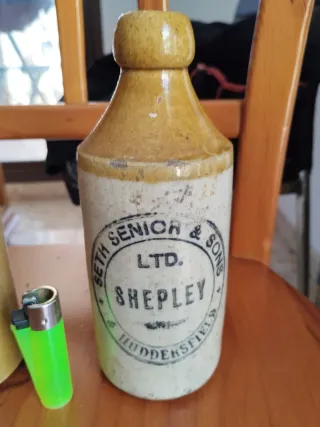 SETH SENIOR & SONS
LTD.
SHEPLEY
& HUDDERSFIELD